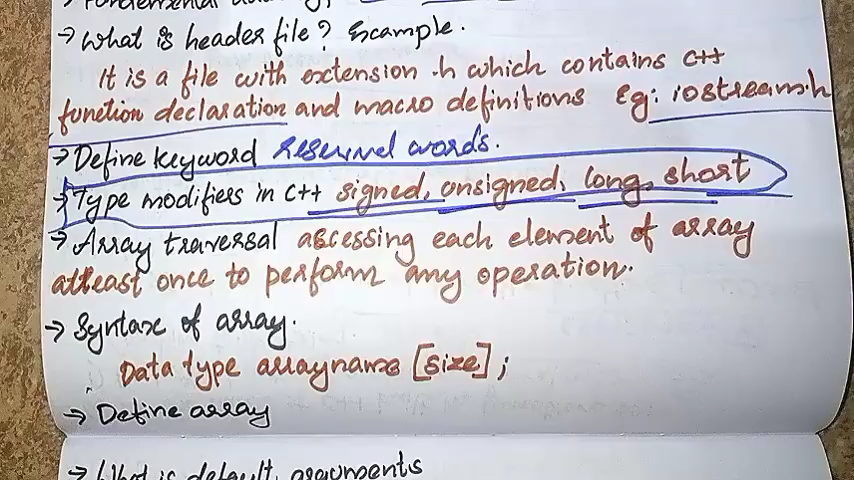 → What is header file? Example.
It is a file with extension .h which contains C++
function declaration and macro definitions Eg: iostream.h
→ Define keyword reserved words.
→ Type modifiers in C++ signed, unsigned, long, short
→ Array traversal accessing each element of array
atleast once to perform any operation.
→ Syntax of array.
Data type arrayname [size];
→ Define array
→ What is default arguments